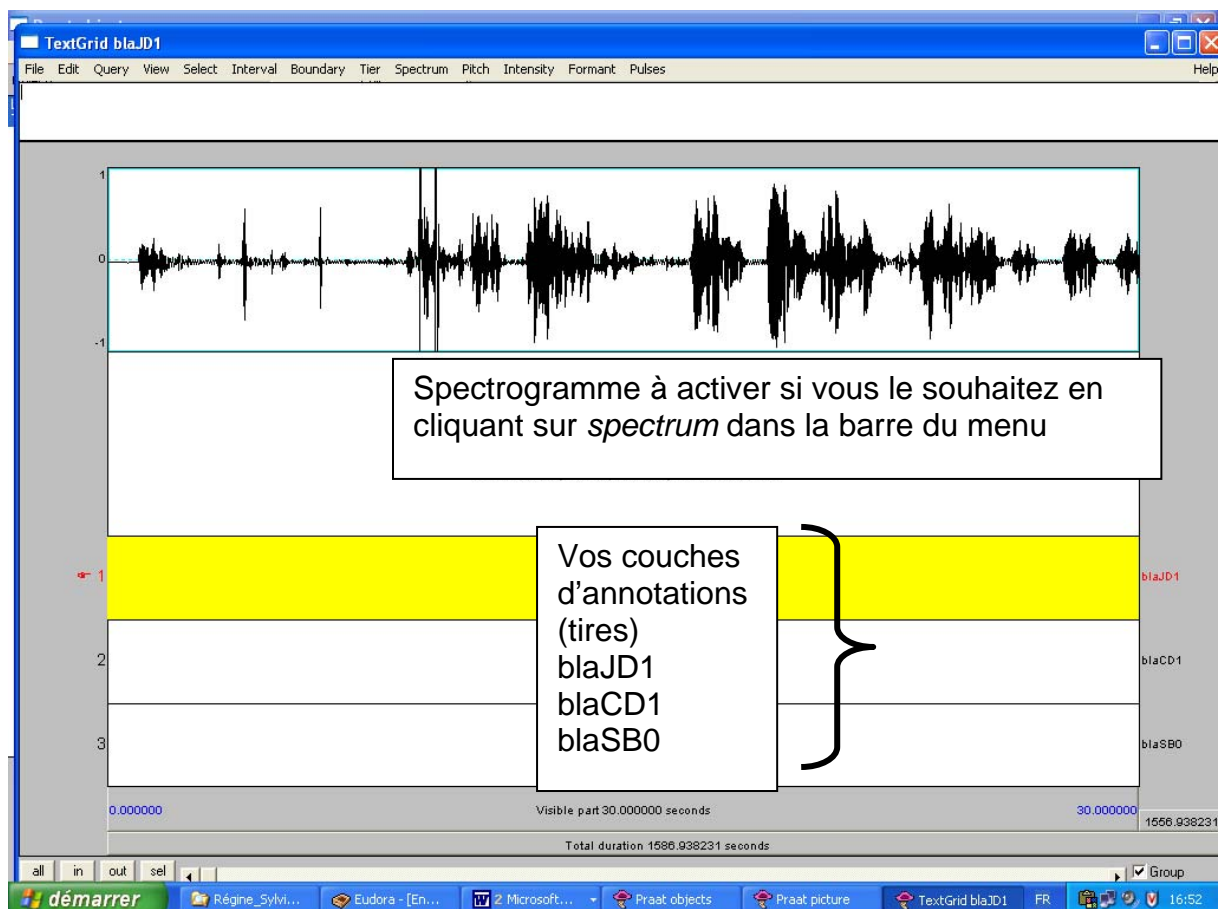 TextGrid blaJD1
File Edit Query View Select Interval Boundary Tier Spectrum Pitch Intensity Formant Pulses Help
1
0
-1
Spectrogramme à activer si vous le souhaitez en
cliquant sur spectrum dans la barre du menu
Vos couches
d'annotations
(tires)
blaJD1
blaCD1
blaSB0
1 blaJD1
2 blaCD1
3 blaSB0
0.000000 Visible part 30.000000 seconds 30.000000 1556.938231
Total duration 1586.938231 seconds
all in out sel Group
démarrer Régine_Sylvi... Eudora - [En... 2 Microsoft... Praat objects Praat picture TextGrid blaJD1 FR 16:52